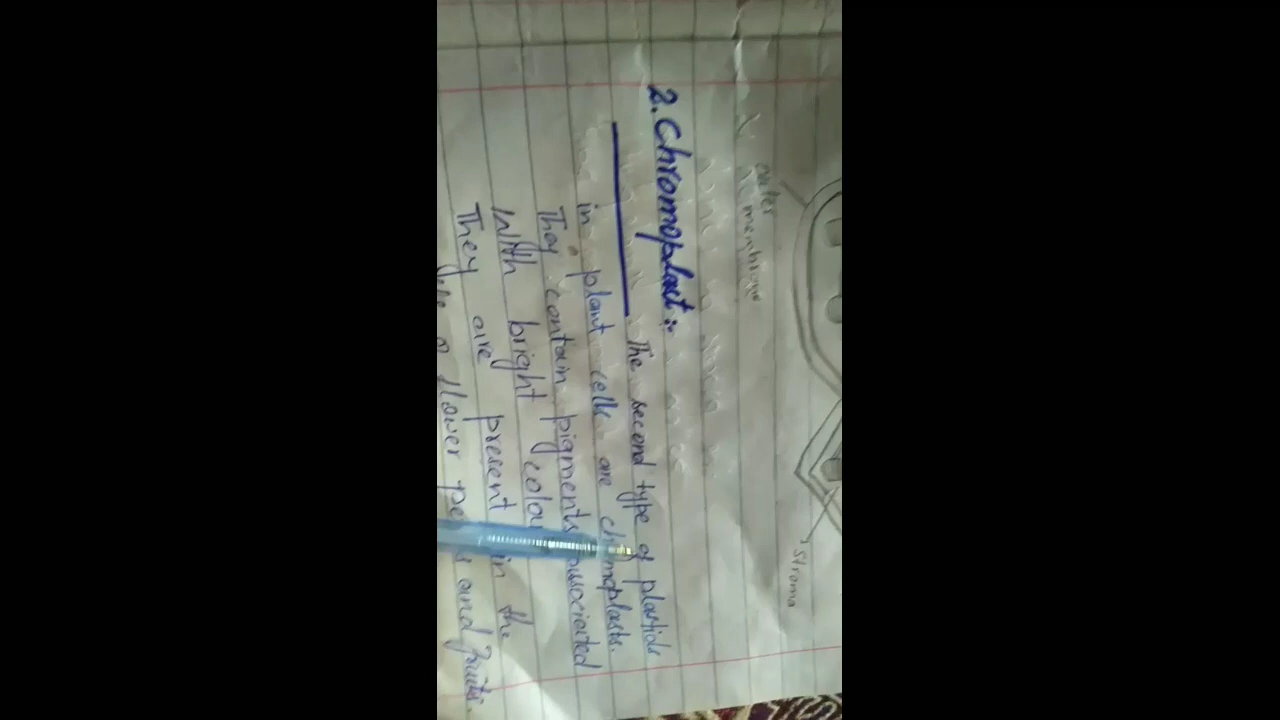 outer
membrane
stroma
2. Chromoplast :-
The second type of plastids
in plant cells are chromoplasts.
They contain pigments associated
With bright
They are present in the
flower and fruits.